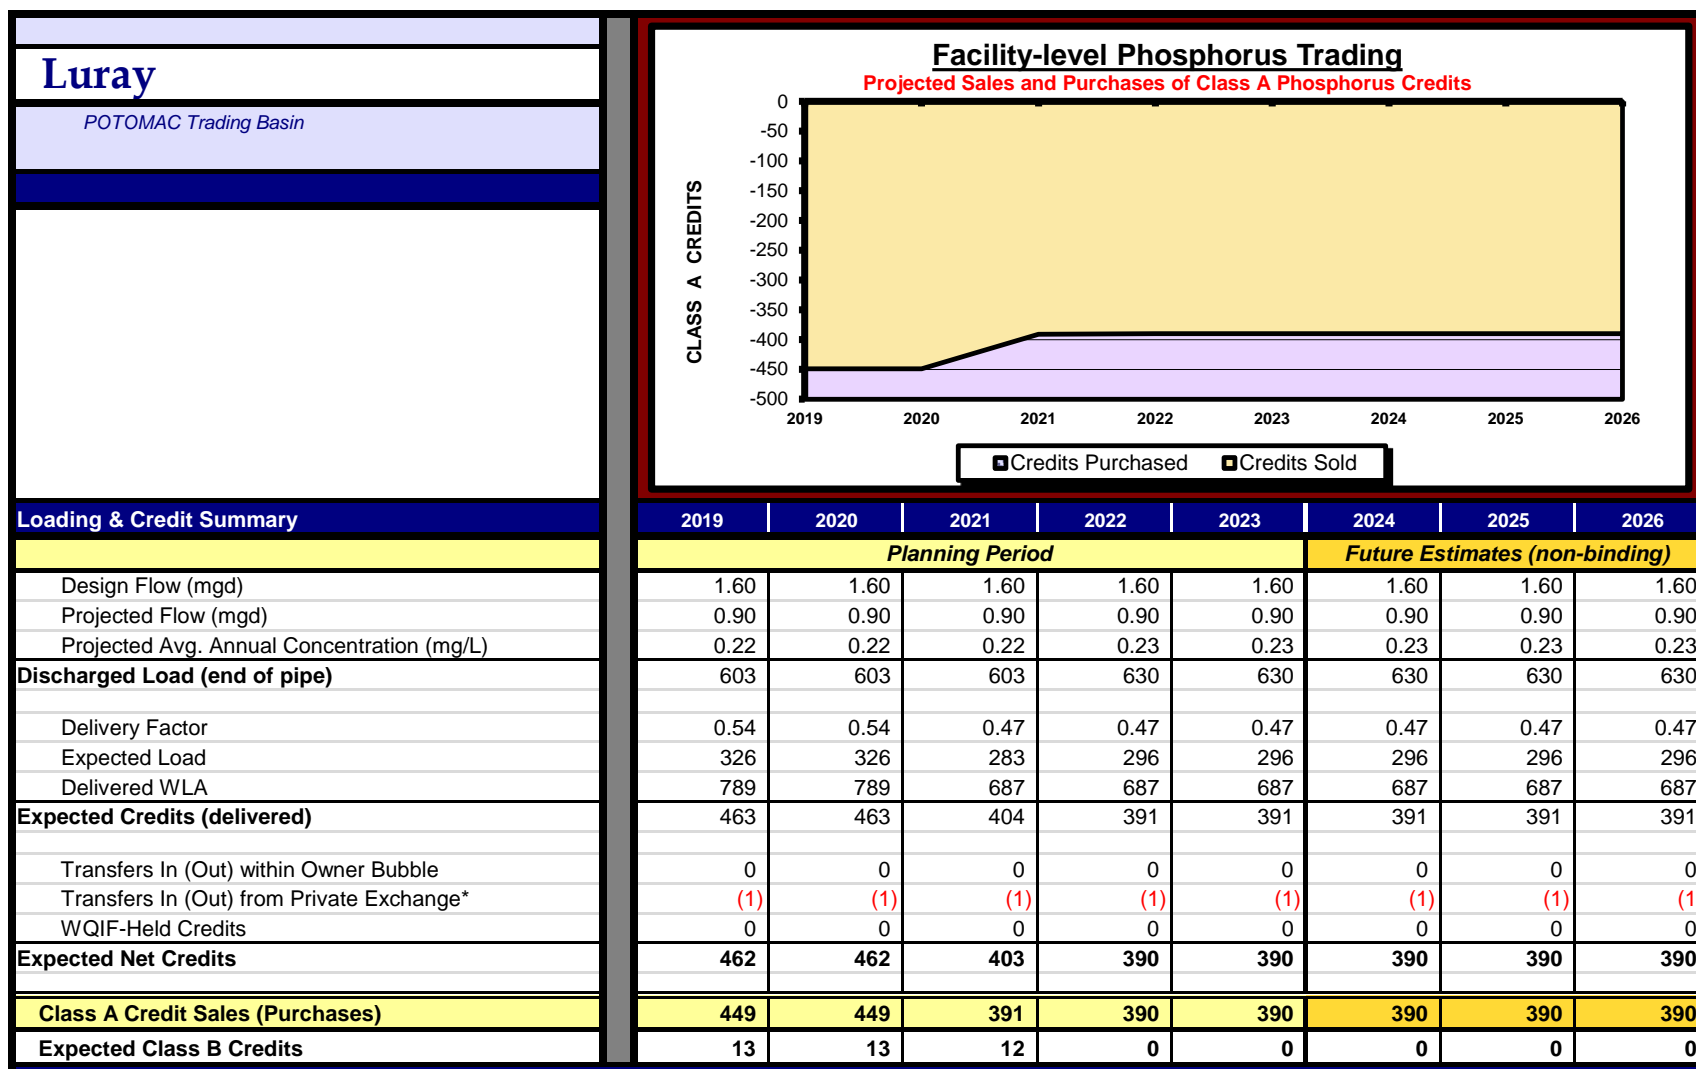 Luray
POTOMAC Trading Basin
Facility-level Phosphorus Trading
Projected Sales and Purchases of Class A Phosphorus Credits
CLASS A CREDITS
0
-50
-100
-150
-200
-250
-300
-350
-400
-450
-500
2019 2020 2021 2022 2023 2024 2025 2026
Credits Purchased Credits Sold
Loading & Credit Summary 2019 2020 2021 2022 2023 2024 2025 2026
Planning Period Future Estimates (non-binding)
Design Flow (mgd) 1.60 1.60 1.60 1.60 1.60 1.60 1.60 1.60
Projected Flow (mgd) 0.90 0.90 0.90 0.90 0.90 0.90 0.90 0.90
Projected Avg. Annual Concentration (mg/L) 0.22 0.22 0.22 0.23 0.23 0.23 0.23 0.23
Discharged Load (end of pipe) 603 603 603 630 630 630 630 630
Delivery Factor 0.54 0.54 0.47 0.47 0.47 0.47 0.47 0.47
Expected Load 326 326 283 296 296 296 296 296
Delivered WLA 789 789 687 687 687 687 687 687
Expected Credits (delivered) 463 463 404 391 391 391 391 391
Transfers In (Out) within Owner Bubble 0 0 0 0 0 0 0 0
Transfers In (Out) from Private Exchange* (1) (1) (1) (1) (1) (1) (1) (1
WQIF-Held Credits 0 0 0 0 0 0 0 0
Expected Net Credits 462 462 403 390 390 390 390 390
Class A Credit Sales (Purchases) 449 449 391 390 390 390 390 390
Expected Class B Credits 13 13 12 0 0 0 0 0